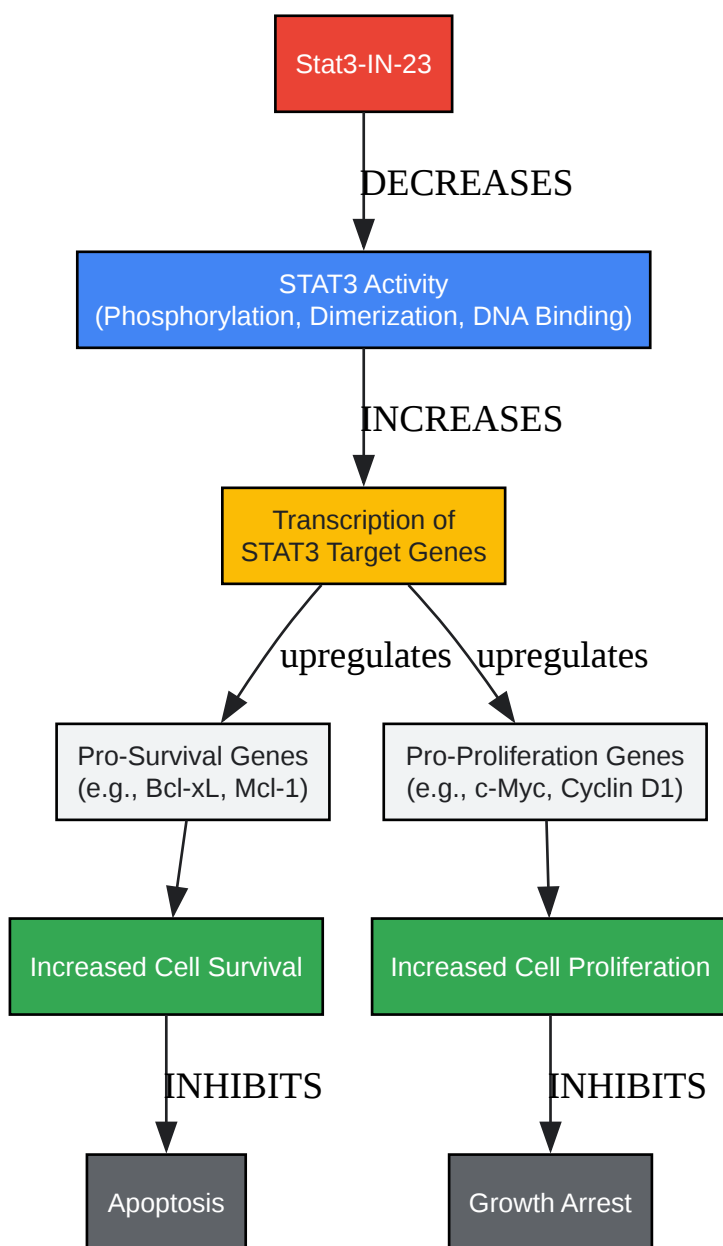 Stat3-IN-23
DECREASES
STAT3 Activity
(Phosphorylation, Dimerization, DNA Binding)
INCREASES
Transcription of
STAT3 Target Genes
upregulates
upregulates
Pro-Survival Genes
(e.g., Bcl-xL, Mcl-1)
Pro-Proliferation Genes
(e.g., c-Myc, Cyclin D1)
Increased Cell Survival
Increased Cell Proliferation
INHIBITS
INHIBITS
Apoptosis
Growth Arrest